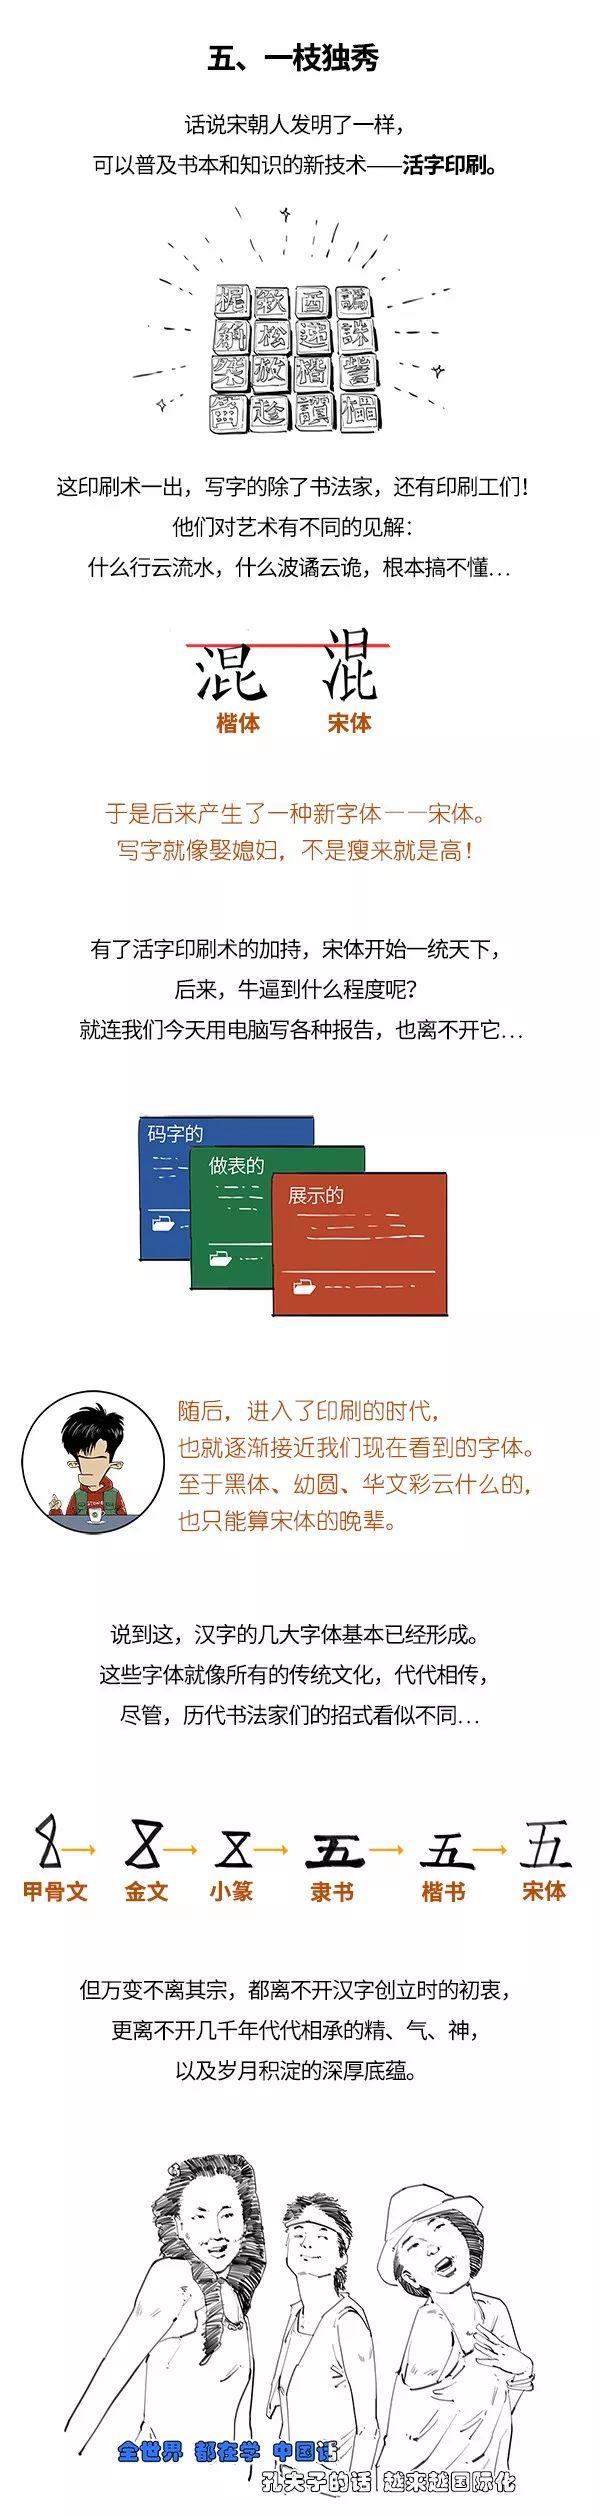 五、一枝独秀
话说宋朝人发明了一样，
可以普及书本和知识的新技术——活字印刷。
这印刷术一出，写字的除了书法家，还有印刷工们！
他们对艺术有不同的见解：
什么行云流水，什么波谲云诡，根本搞不懂…
混 混
楷体 宋体
于是后来产生了一种新字体——宋体。
写字就像娶媳妇，不是瘦来就是高！
有了活字印刷术的加持，宋体开始一统天下，
后来，牛逼到什么程度呢？
就连我们今天用电脑写各种报告，也离不开它…
码字的
做表的
展示的
随后，进入了印刷的时代，
也就逐渐接近我们现在看到的字体。
至于黑体、幼圆、华文彩云什么的，
也只能算宋体的晚辈。
说到这，汉字的几大字体基本已经形成。
这些字体就像所有的传统文化，代代相传，
尽管，历代书法家们的招式看似不同…
五 五 五
甲骨文 金文 小篆 隶书 楷书 宋体
但万变不离其宗，都离不开汉字创立时的初衷，
更离不开几千年代代相承的精、气、神，
以及岁月积淀的深厚底蕴。
全世界 都在学 中国话
孔夫子的话 越来越国际化